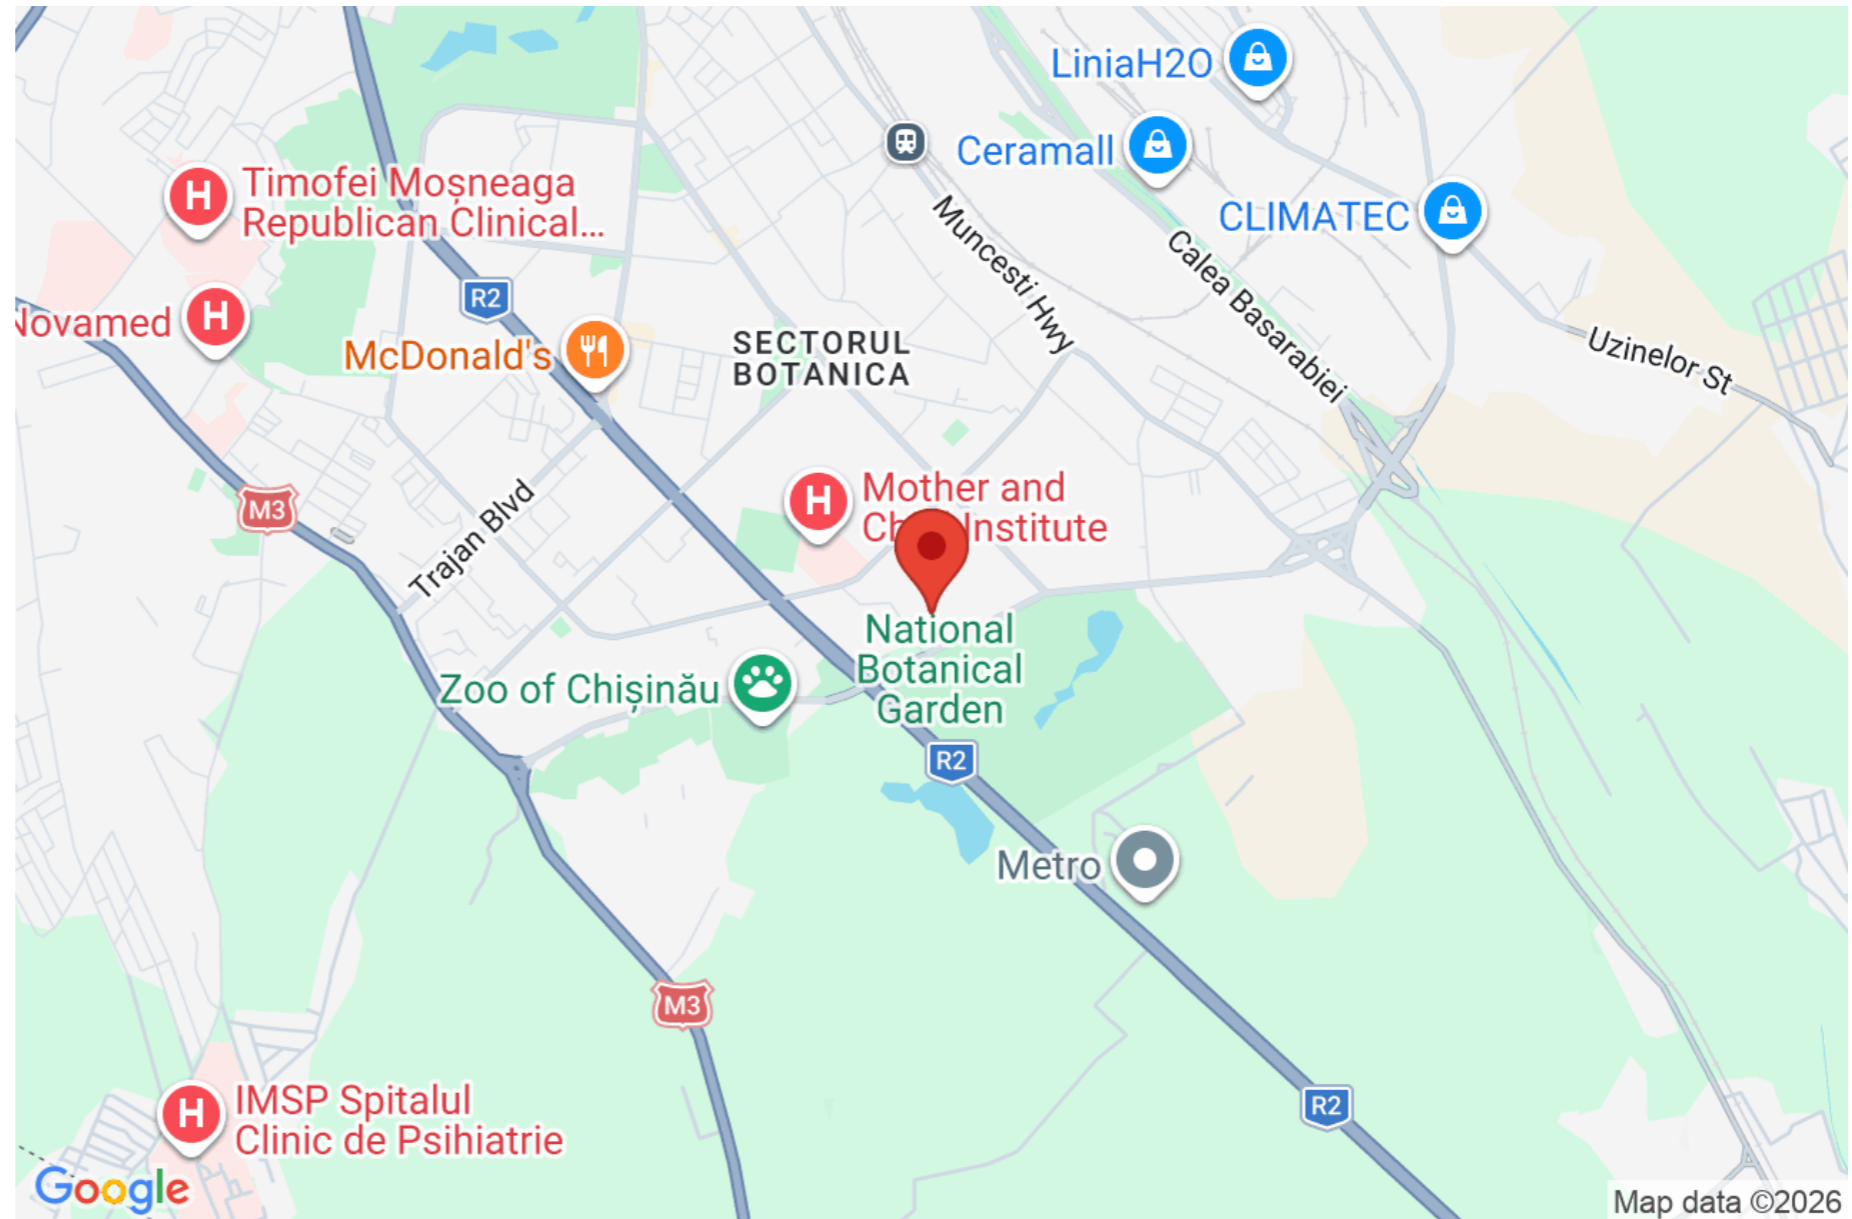 LiniaH2O
Ceramall
Timofei Moșneaga
Republican Clinical...
CLIMATEC
Muncesti Hwy
Calea Basarabiei
R2
Novamed
McDonald's
SECTORUL
BOTANICA
Uzinelor St
M3
Trajan Blvd
Mother and
Institute
National
Botanical
Garden
Zoo of Chișinău
R2
Metro
M3
IMSP Spitalul
Clinic de Psihiatrie
R2
Google
Map data ©2026